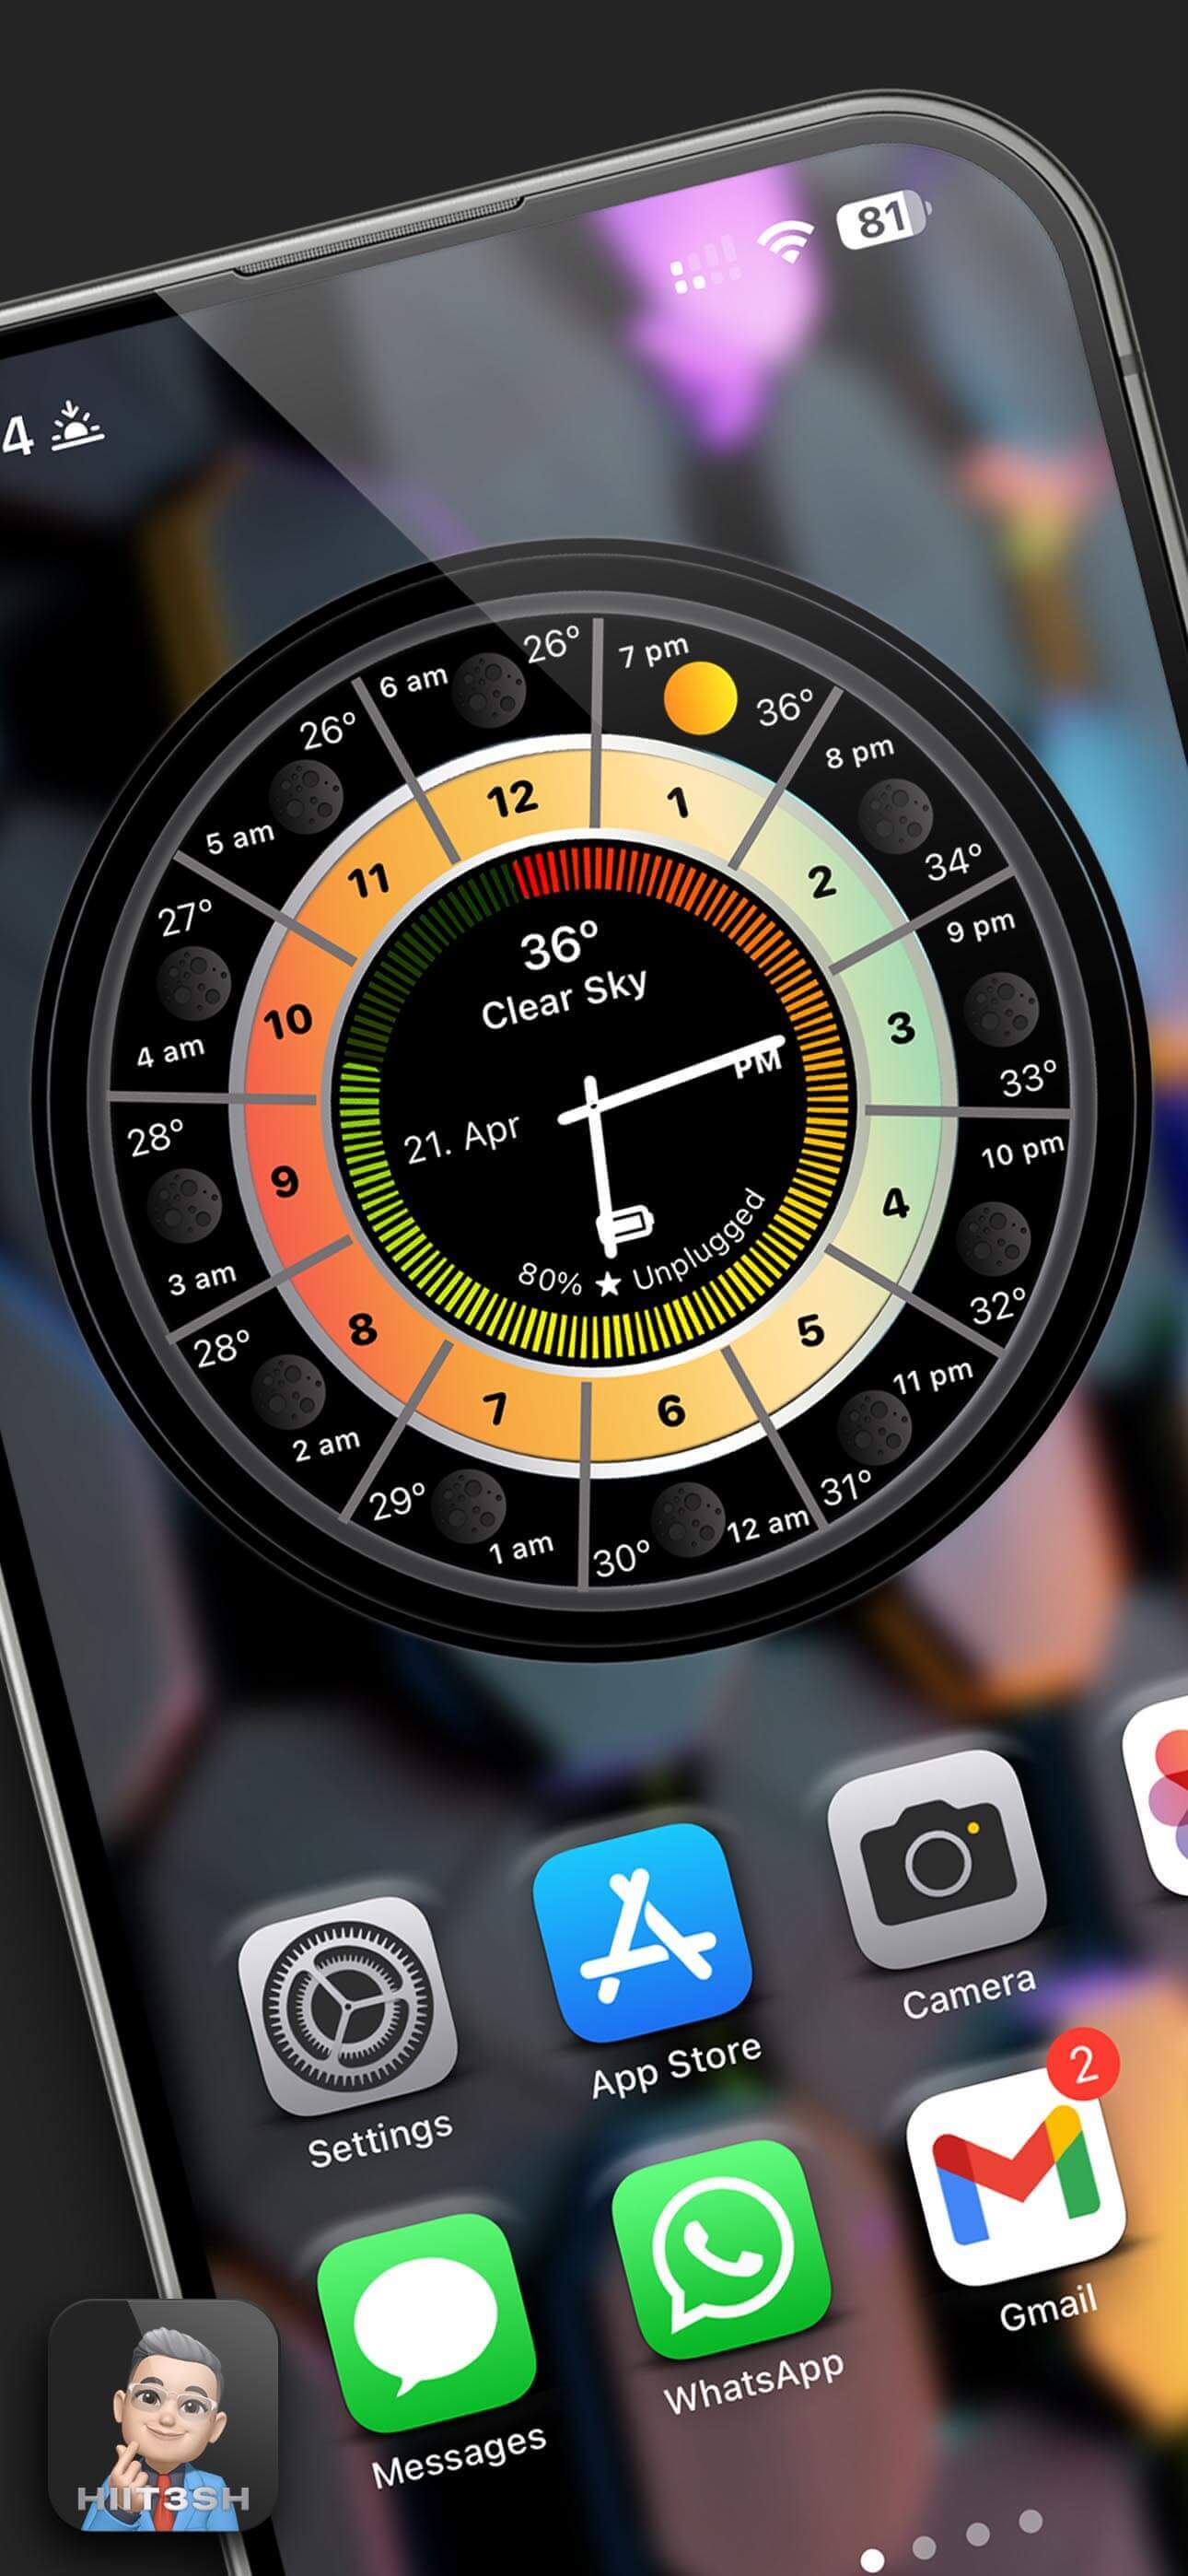 81
4
6 am 26°
7 pm 36°
8 pm 34°
9 pm 33°
10 pm 32°
11 pm 31°
12 am 30°
1 am 29°
2 am 28°
3 am 28°
4 am 27°
5 am 26°
12
1
2
3
4
5
6
7
8
9
10
11
36°
Clear Sky
PM
21. Apr
80% ★ Unplugged
Camera
App Store
Settings
2
Gmail
WhatsApp
Messages
HIIT3SH